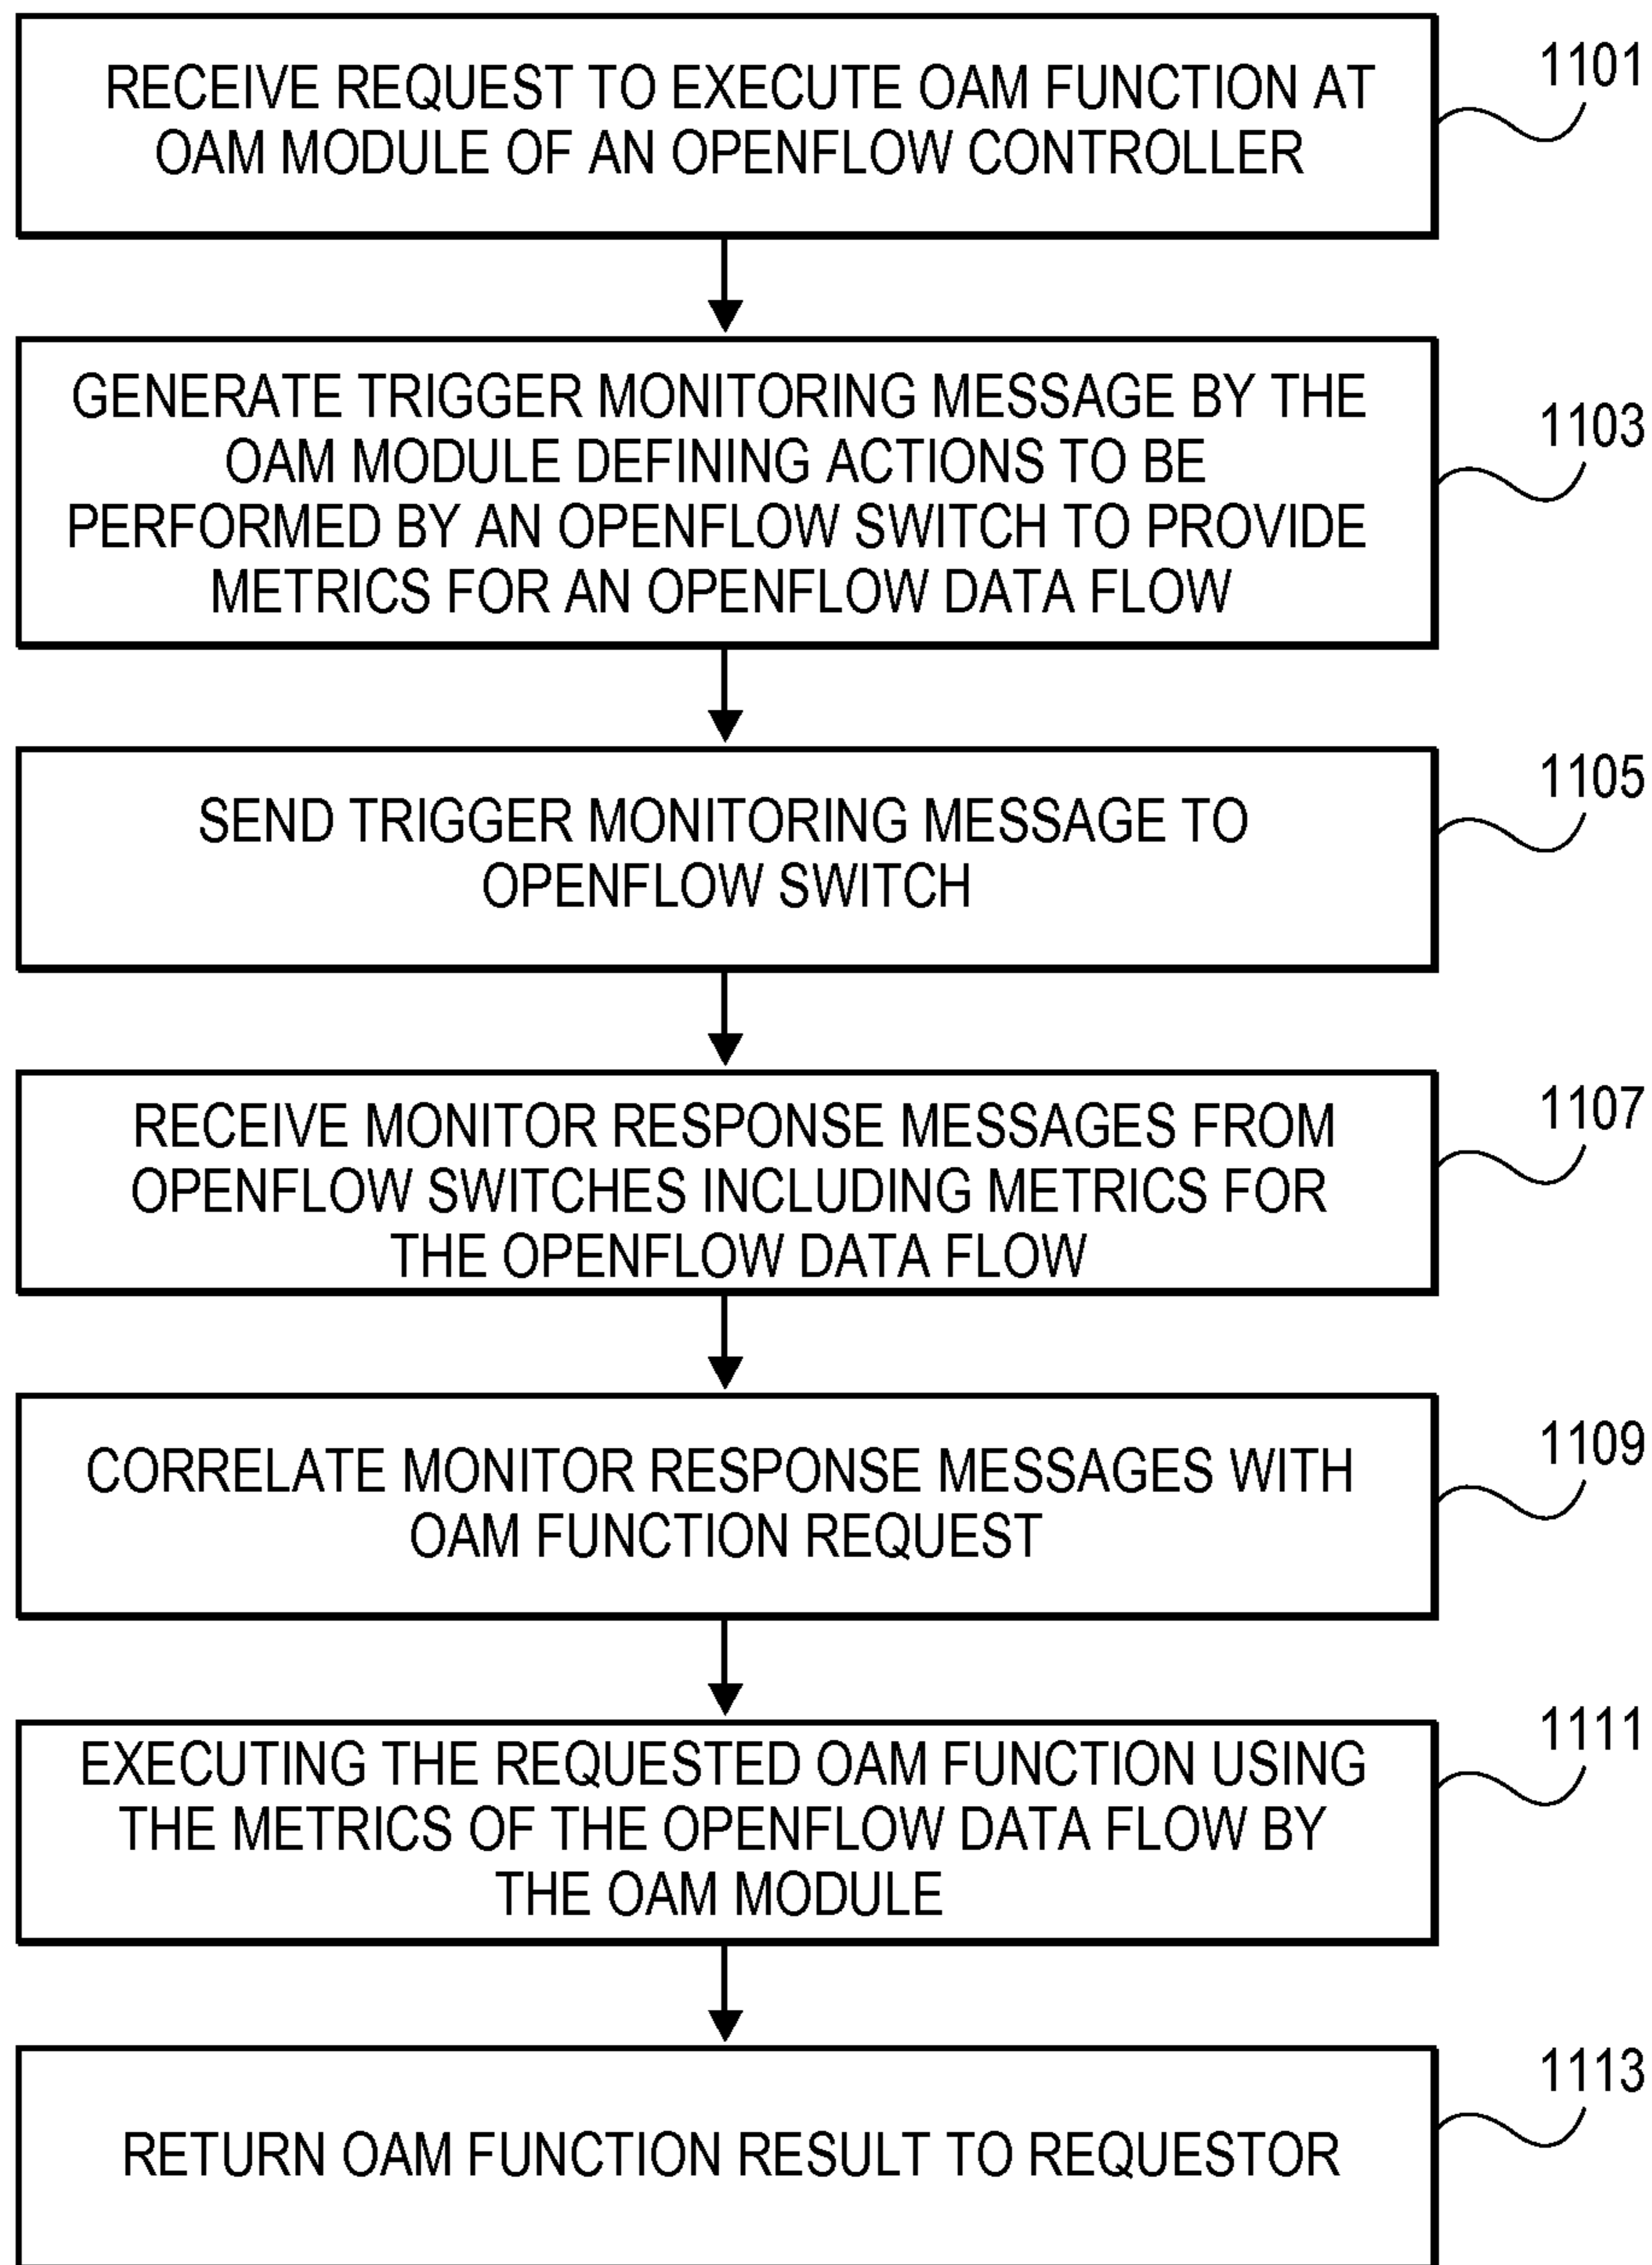 RECEIVE REQUEST TO EXECUTE OAM FUNCTION AT
OAM MODULE OF AN OPENFLOW CONTROLLER
1101
GENERATE TRIGGER MONITORING MESSAGE BY THE
OAM MODULE DEFINING ACTIONS TO BE
PERFORMED BY AN OPENFLOW SWITCH TO PROVIDE
METRICS FOR AN OPENFLOW DATA FLOW
1103
SEND TRIGGER MONITORING MESSAGE TO
OPENFLOW SWITCH
1105
RECEIVE MONITOR RESPONSE MESSAGES FROM
OPENFLOW SWITCHES INCLUDING METRICS FOR
THE OPENFLOW DATA FLOW
1107
CORRELATE MONITOR RESPONSE MESSAGES WITH
OAM FUNCTION REQUEST
1109
EXECUTING THE REQUESTED OAM FUNCTION USING
THE METRICS OF THE OPENFLOW DATA FLOW BY
THE OAM MODULE
1111
RETURN OAM FUNCTION RESULT TO REQUESTOR
1113